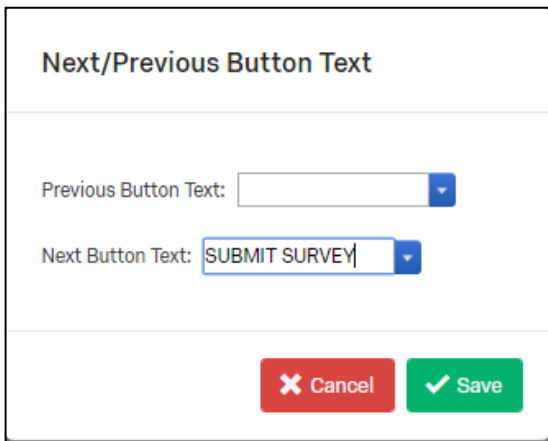 Next/Previous Button Text
Previous Button Text:
Next Button Text: SUBMIT SURVEY
Cancel Save